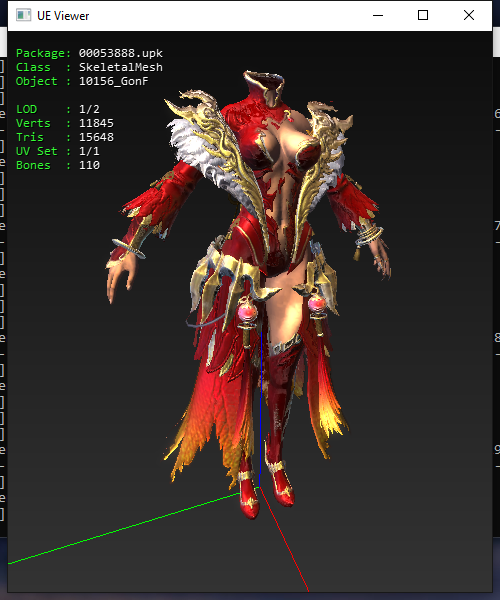 UE Viewer
Package: 00053888.upk
Class : SkeletalMesh
Object : 10156_GonF
LOD : 1/2
Verts : 11845
Tris : 15648
UV Set : 1/1
Bones : 110